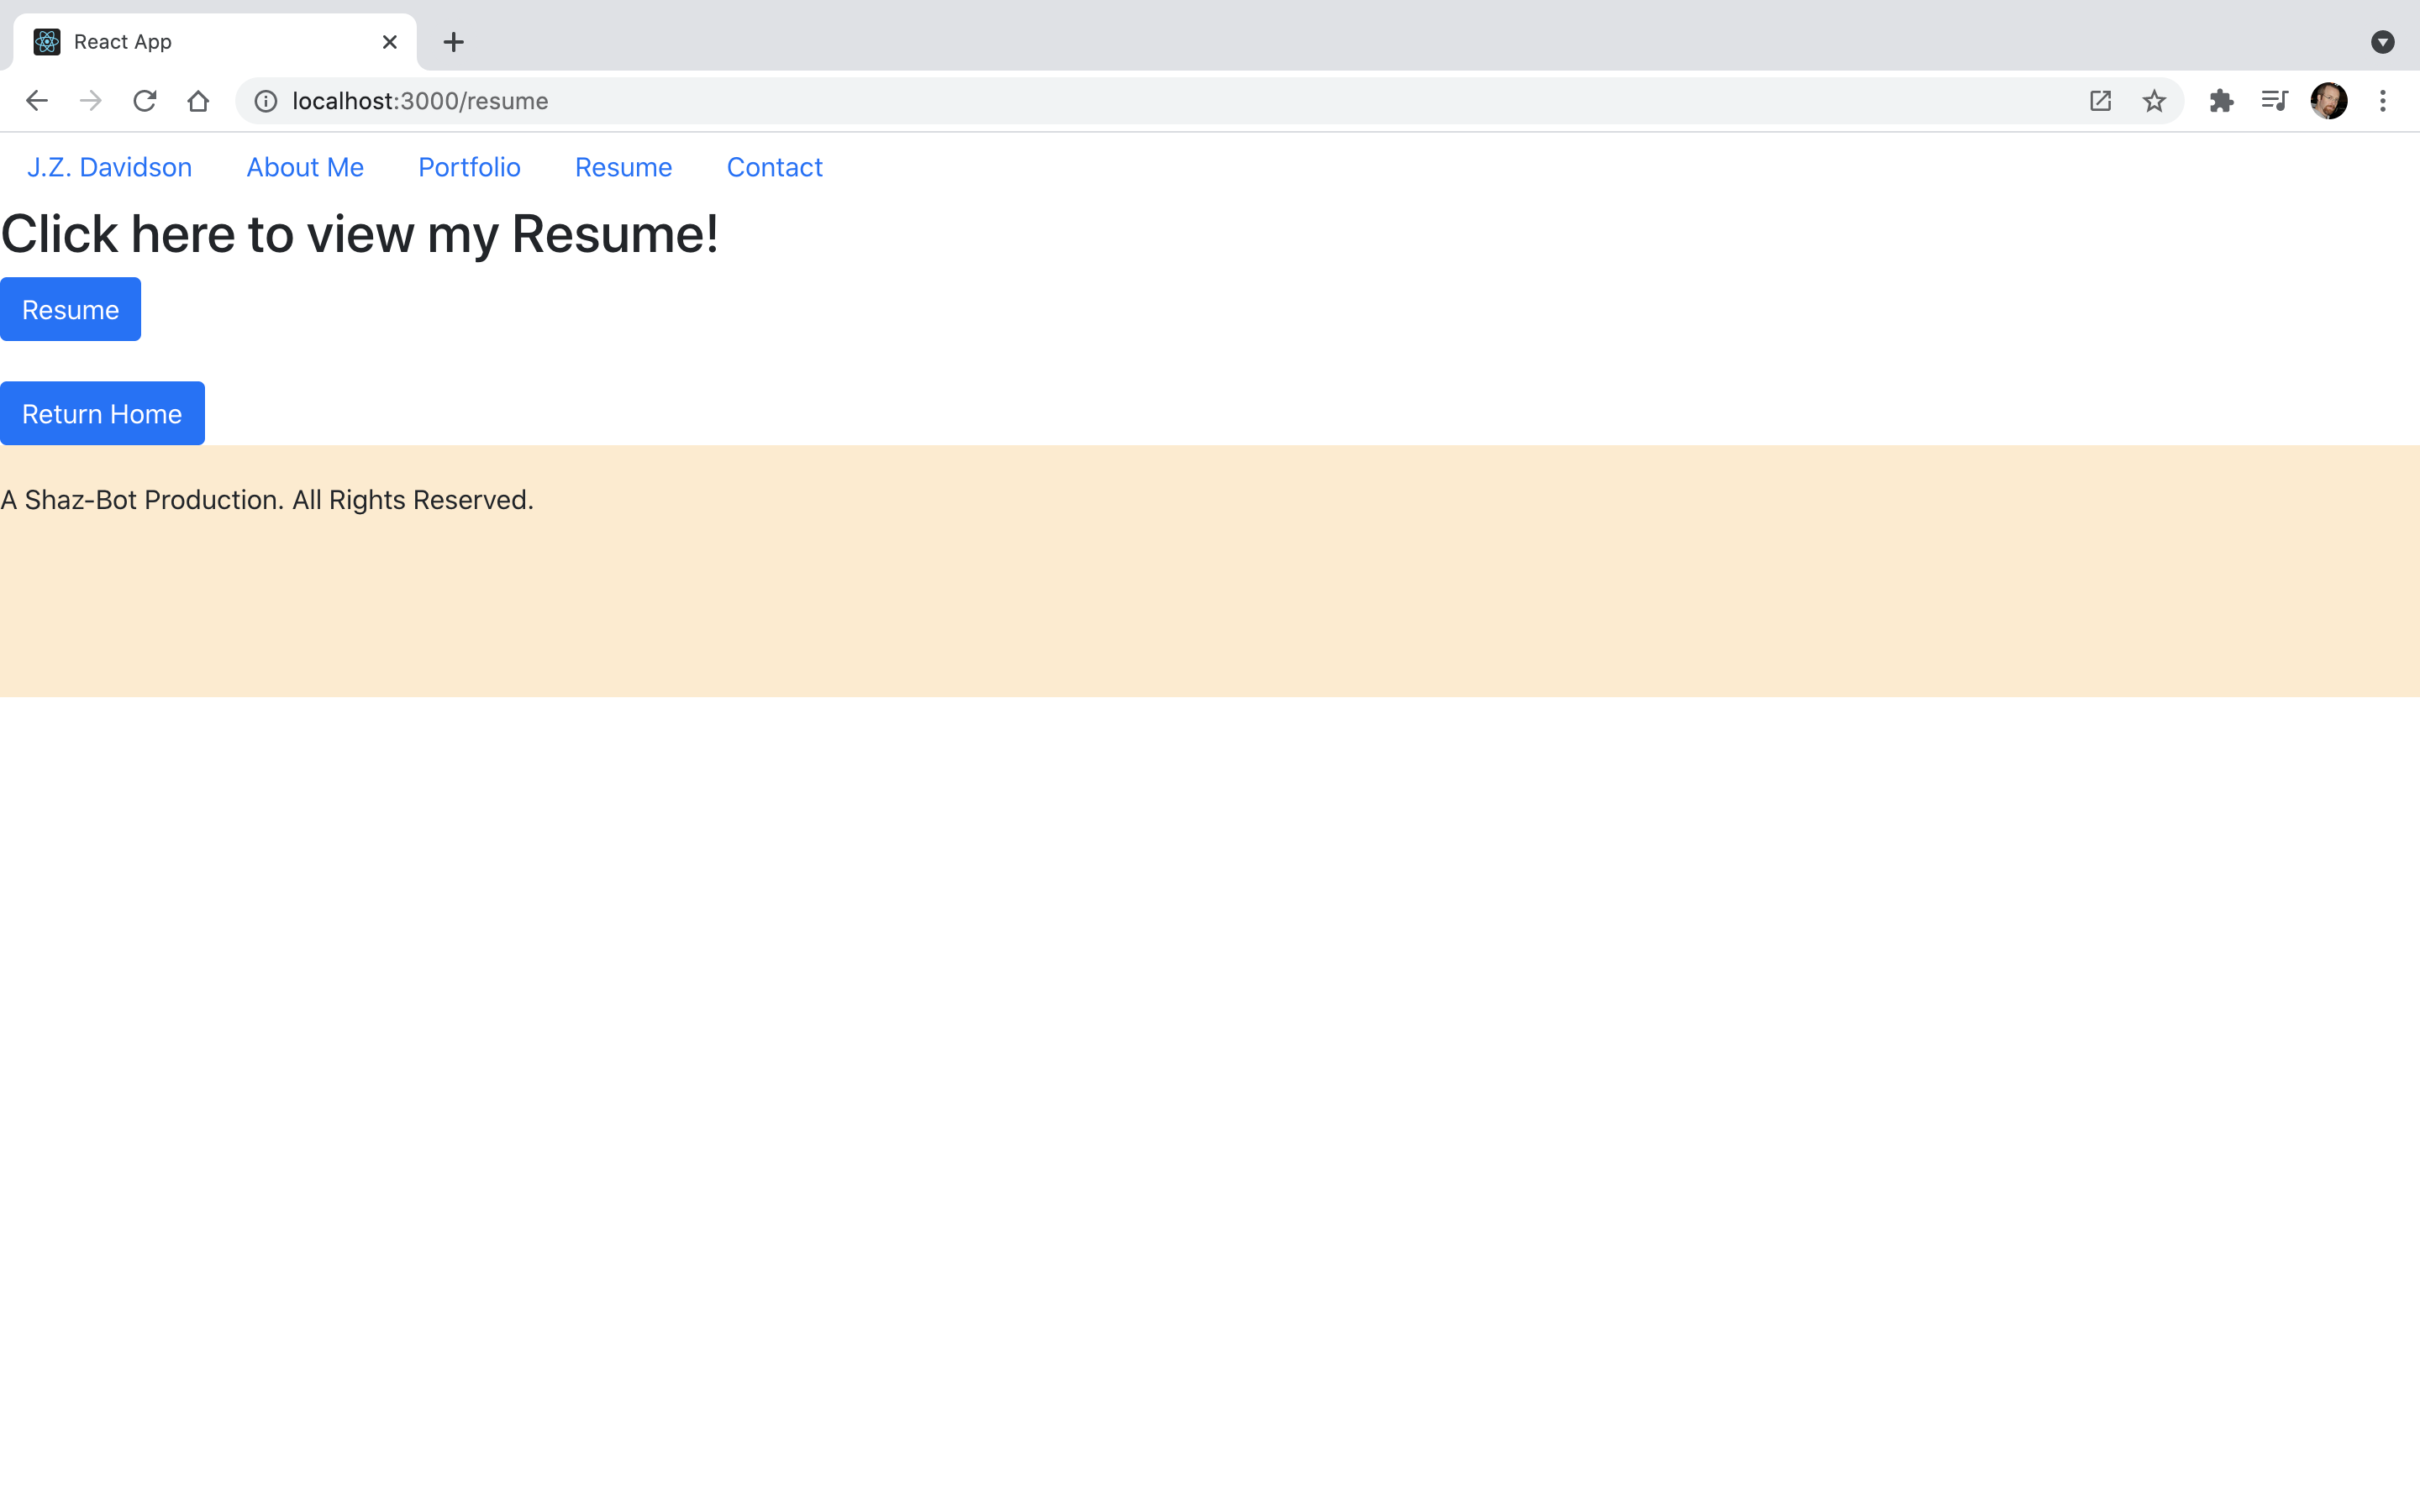 React App
localhost:3000/resume
J.Z. Davidson About Me Portfolio Resume Contact
Click here to view my Resume!
Resume
Return Home
A Shaz-Bot Production. All Rights Reserved.